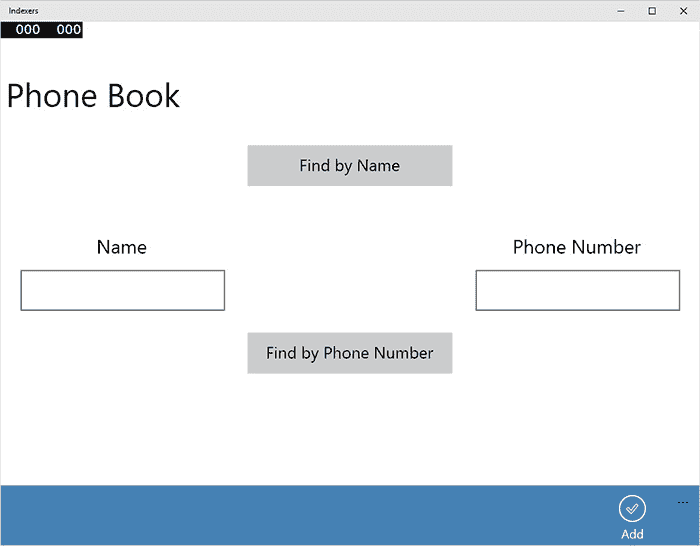 Indexers
000 000
Phone Book
Find by Name
Name
Phone Number
Find by Phone Number
...
Add